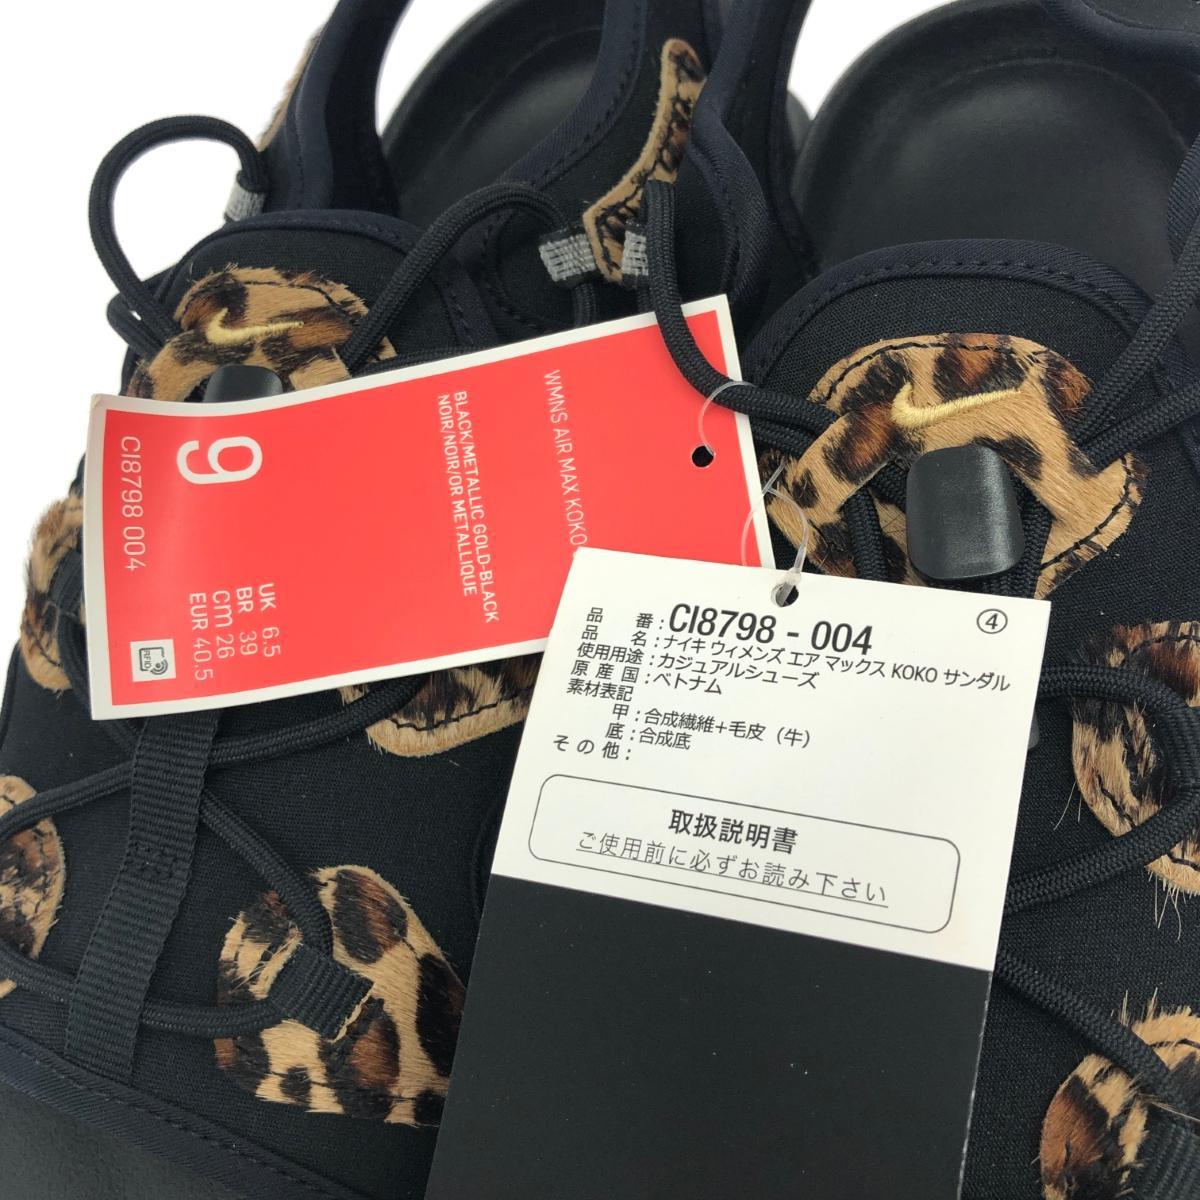 WMNS AIR MAX KOKO
BLACK/METALLIC GOLD-BLACK
NOIR/NOIR/OR METALLIQUE
9
CI8798 004
UK 6.5
BR 39
cm 26
EUR 40.5
RFID
④
品番:CI8798 - 004
品名:ナイキ ウィメンズ エア マックス KOKO サンダル
使用用途:カジュアルシューズ
原産国:ベトナム
素材表記
甲:合成繊維+毛皮(牛)
底:合成底
その他:
取扱説明書
ご使用前に必ずお読み下さい